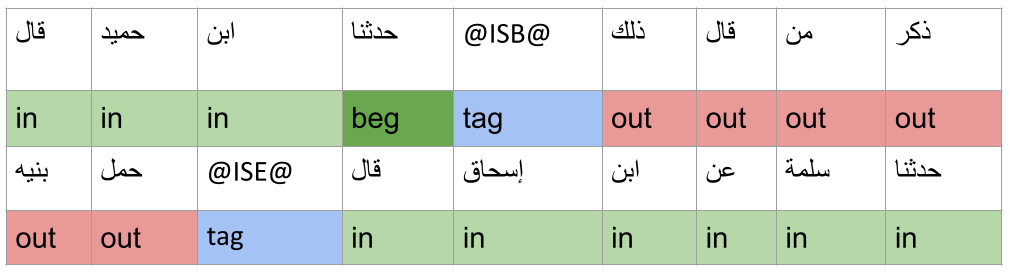 ذكر من قال ذلك @ISB@ حدثنا ابن حميد قال
out out out out tag beg in in in
حدثنا سلمة عن ابن إسحاق قال @ISE@ حمل بنيه
in in in in in in tag out out